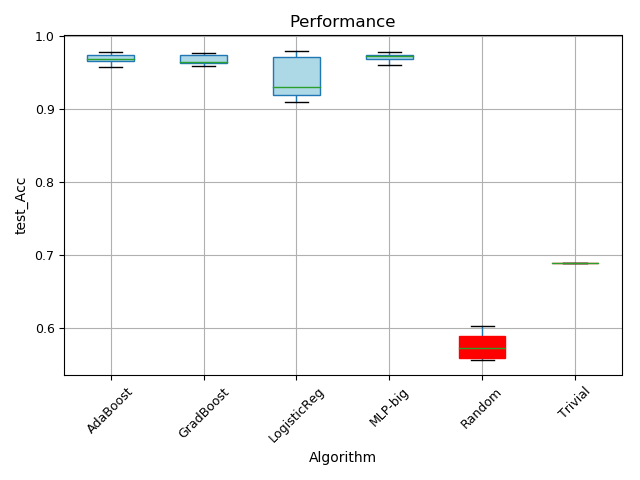 Performance
1.0
0.9
0.8
0.7
0.6
test_Acc
AdaBoost
GradBoost
LogisticReg
MLP-big
Random
Trivial
Algorithm